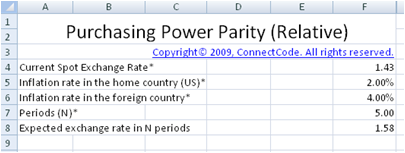 A B C D E F
1
2 Purchasing Power Parity (Relative)
3 Copyright© 2009, ConnectCode. All rights reserved.
4 Current Spot Exchange Rate* 1.43
5 Inflation rate in the home country (US)* 2.00%
6 Inflation rate in the foreign country* 4.00%
7 Periods (N)* 5.00
8 Expected exchange rate in N periods 1.58